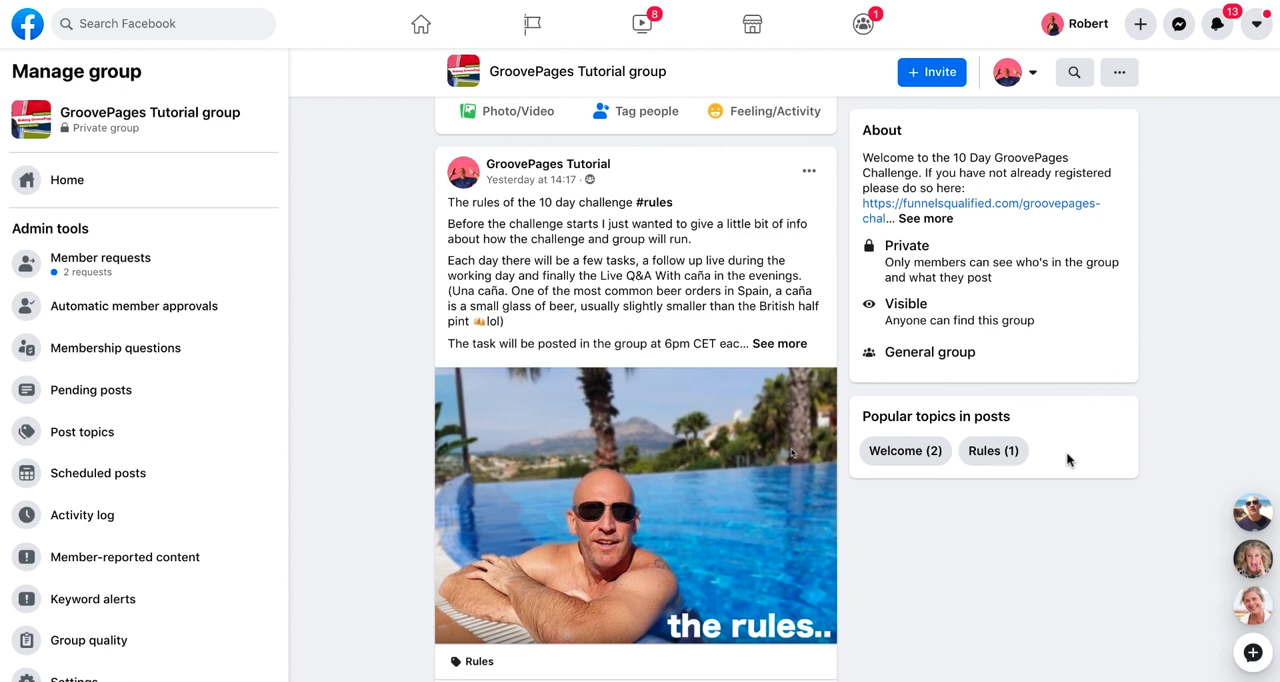 Search Facebook
8
1
Robert
13
Manage group
GroovePages Tutorial group
Private group
Home
Admin tools
Member requests
2 requests
Automatic member approvals
Membership questions
Pending posts
Post topics
Scheduled posts
Activity log
Member-reported content
Keyword alerts
Group quality
Settings
GroovePages Tutorial group
+ Invite
Photo/Video
Tag people
Feeling/Activity
GroovePages Tutorial
Yesterday at 14:17 ·
The rules of the 10 day challenge #rules
Before the challenge starts I just wanted to give a little bit of info
about how the challenge and group will run.
Each day there will be a few tasks, a follow up live during the
working day and finally the Live Q&A With caña in the evenings.
(Una caña. One of the most common beer orders in Spain, a caña
is a small glass of beer, usually slightly smaller than the British half
pint 🍻lol)
The task will be posted in the group at 6pm CET eac... See more
the rules..
Rules
About
Welcome to the 10 Day GroovePages
Challenge. If you have not already registered
please do so here:
https://funnelsqualified.com/groovepages-
chal... See more
Private
Only members can see who's in the group
and what they post
Visible
Anyone can find this group
General group
Popular topics in posts
Welcome (2)
Rules (1)